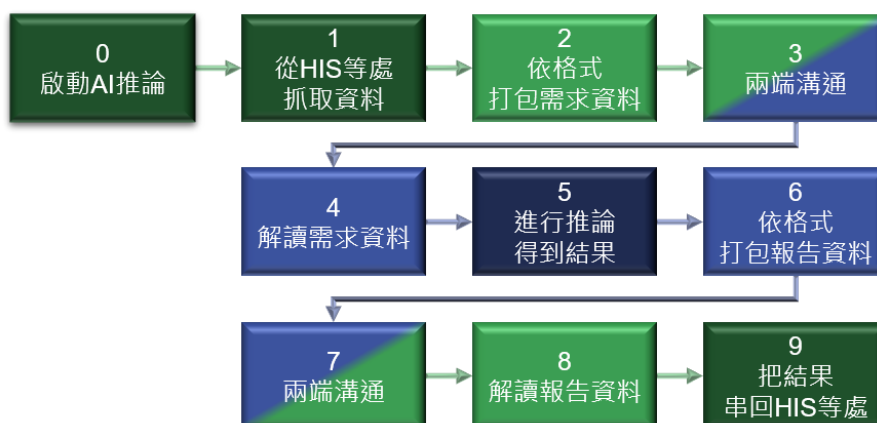 0
啟動AI推論
1
從HIS等處
抓取資料
2
依格式
打包需求資料
3
兩端溝通
4
解讀需求資料
5
進行推論
得到結果
6
依格式
打包報告資料
7
兩端溝通
8
解讀報告資料
9
把結果
串回HIS等處